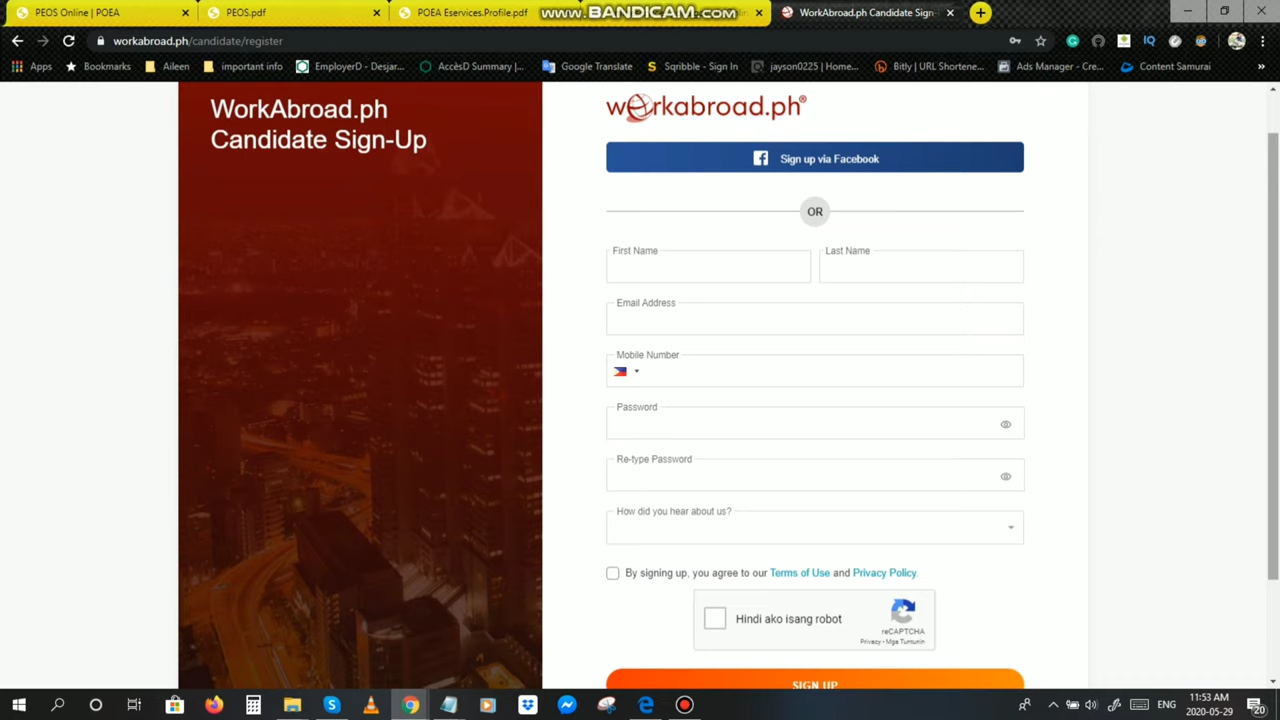 PEOS Online | POEA
PEOS.pdf
POEA Eservices.Profile.pdf
www.BANDICAM.com
WorkAbroad.ph Candidate Sign-
workabroad.ph/candidate/register
Apps
Bookmarks
Aileen
important info
EmployerD - Desjar...
AccèsD Summary |...
Google Translate
Sqribble - Sign In
jayson0225 | Home...
Bitly | URL Shortene...
Ads Manager - Cre...
Content Samurai
WorkAbroad.ph
Candidate Sign-Up
workabroad.ph®
Sign up via Facebook
OR
First Name
Last Name
Email Address
Mobile Number
Password
Re-type Password
How did you hear about us?
By signing up, you agree to our Terms of Use and Privacy Policy.
Hindi ako isang robot
reCAPTCHA
Privacy - Mga Tuntunin
SIGN UP
ENG
11:53 AM
2020-05-29
20